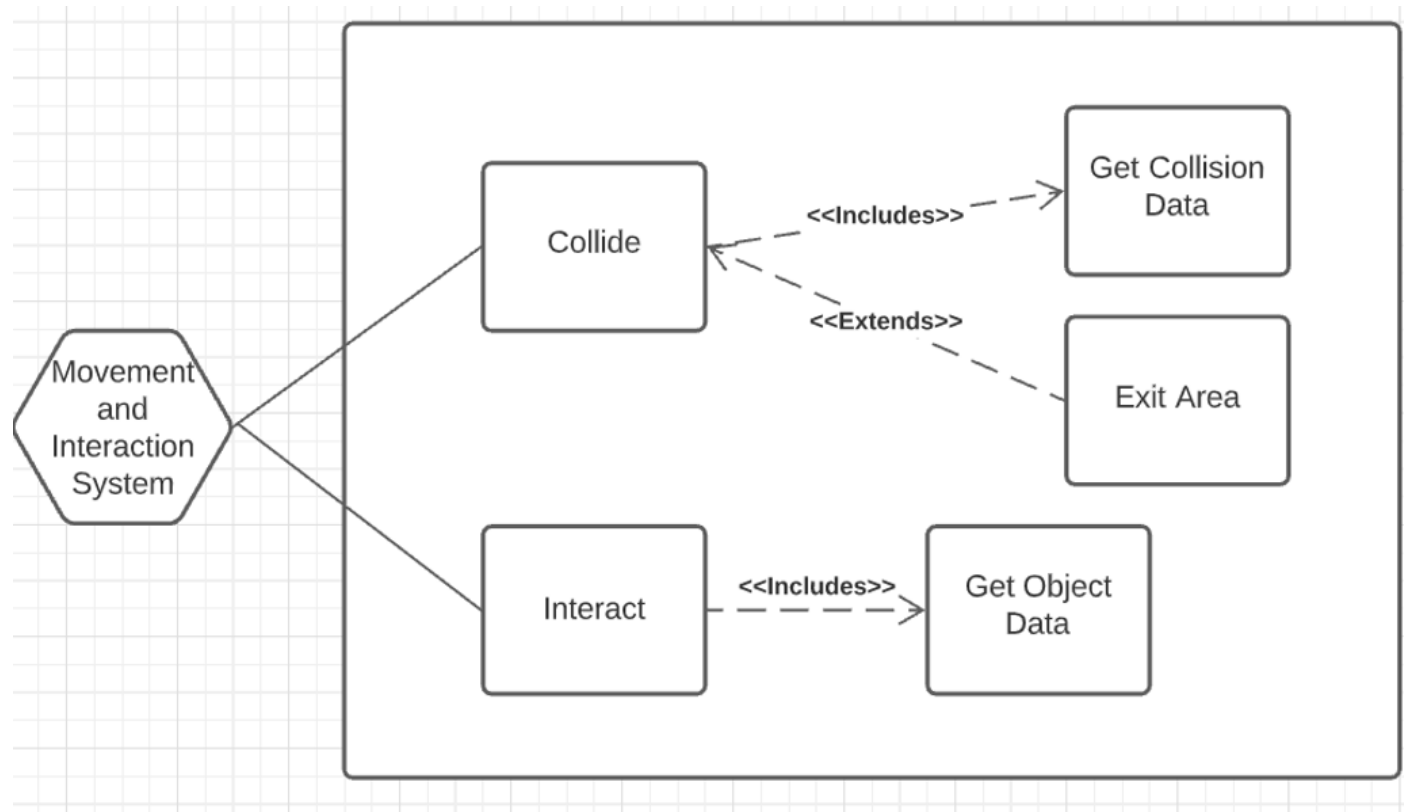 Get Collision
Data
<<Includes>>
Collide
<<Extends>>
Movement
and
Interaction
System
Exit Area
<<Includes>>
Get Object
Data
Interact